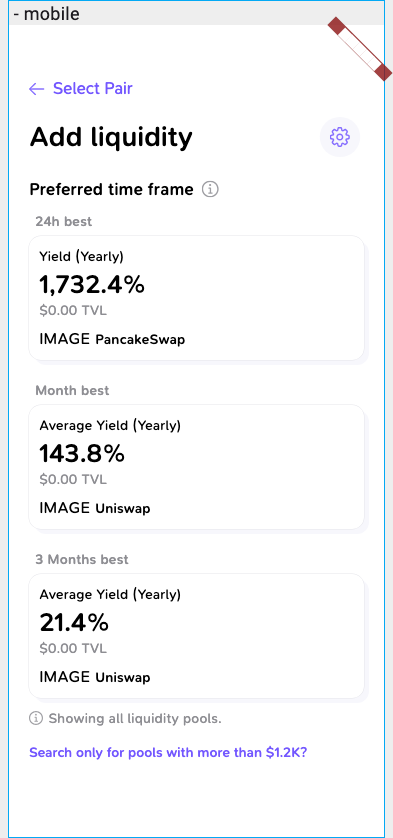 - mobile
← Select Pair
Add liquidity
Preferred time frame
24h best
Yield (Yearly)
1,732.4%
$0.00 TVL
IMAGE PancakeSwap
Month best
Average Yield (Yearly)
143.8%
$0.00 TVL
IMAGE Uniswap
3 Months best
Average Yield (Yearly)
21.4%
$0.00 TVL
IMAGE Uniswap
Showing all liquidity pools.
Search only for pools with more than $1.2K?